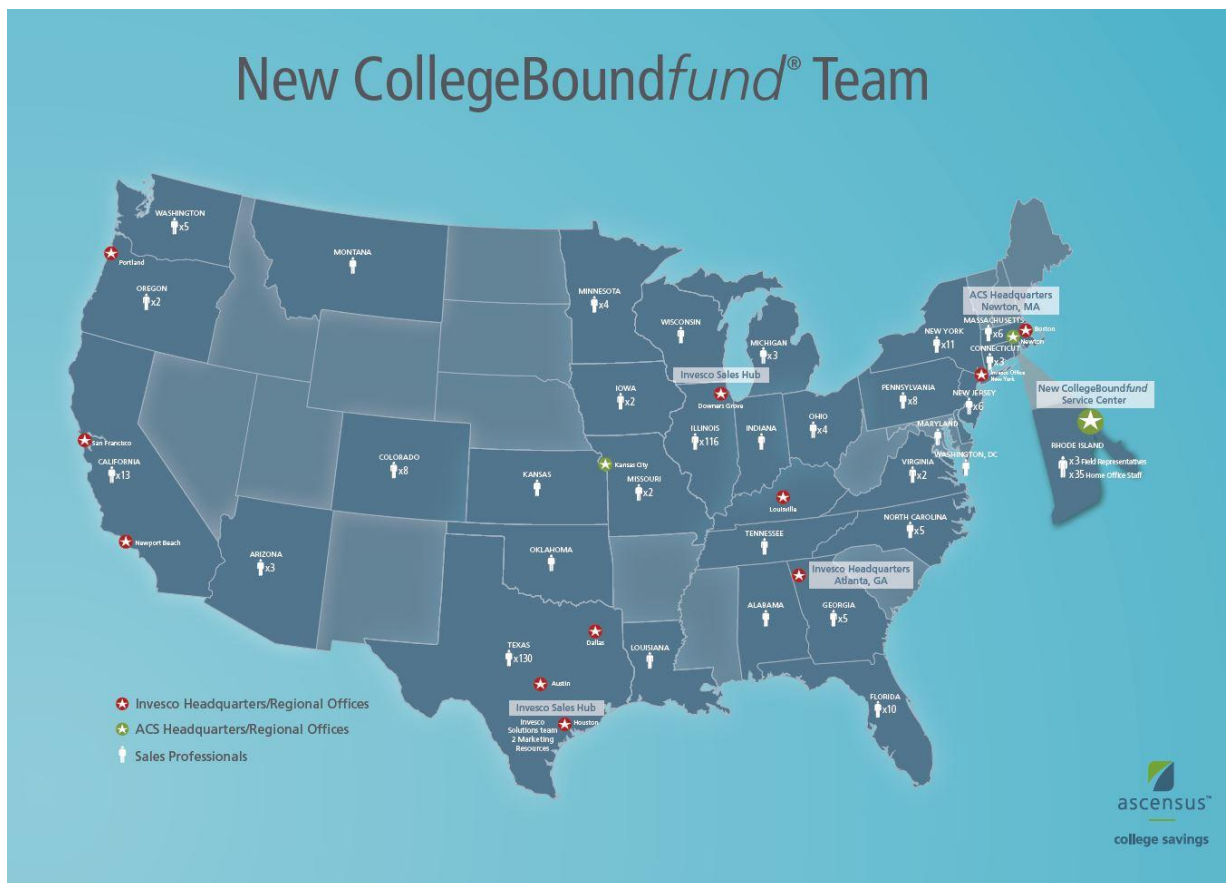 New CollegeBoundfund® Team
WASHINGTON
x5
Portland
OREGON
x2
MONTANA
MINNESOTA
x4
WISCONSIN
MICHIGAN
x3
IOWA
x2
Invesco Sales Hub
Downers Grove
ILLINOIS
x116
INDIANA
OHIO
x4
PENNSYLVANIA
x8
NEW YORK
x11
ACS Headquarters
Newton, MA
MASSACHUSETTS
x6
Boston
Newton
CONNECTICUT
x3
Invesco Office
New York
NEW JERSEY
x6
MARYLAND
WASHINGTON, DC
VIRGINIA
x2
New CollegeBoundfund
Service Center
RHODE ISLAND
x3 Field Representatives
x35 Home Office Staff
San Francisco
CALIFORNIA
x13
Newport Beach
ARIZONA
x3
COLORADO
x8
KANSAS
Kansas City
MISSOURI
x2
Louisville
OKLAHOMA
TENNESSEE
NORTH CAROLINA
x5
Invesco Headquarters
Atlanta, GA
ALABAMA
GEORGIA
x5
TEXAS
x130
Dallas
Austin
LOUISIANA
Invesco Sales Hub
Houston
Invesco
Solutions team
2 Marketing
Resources
FLORIDA
x10
Invesco Headquarters/Regional Offices
ACS Headquarters/Regional Offices
Sales Professionals
ascensus™
college savings